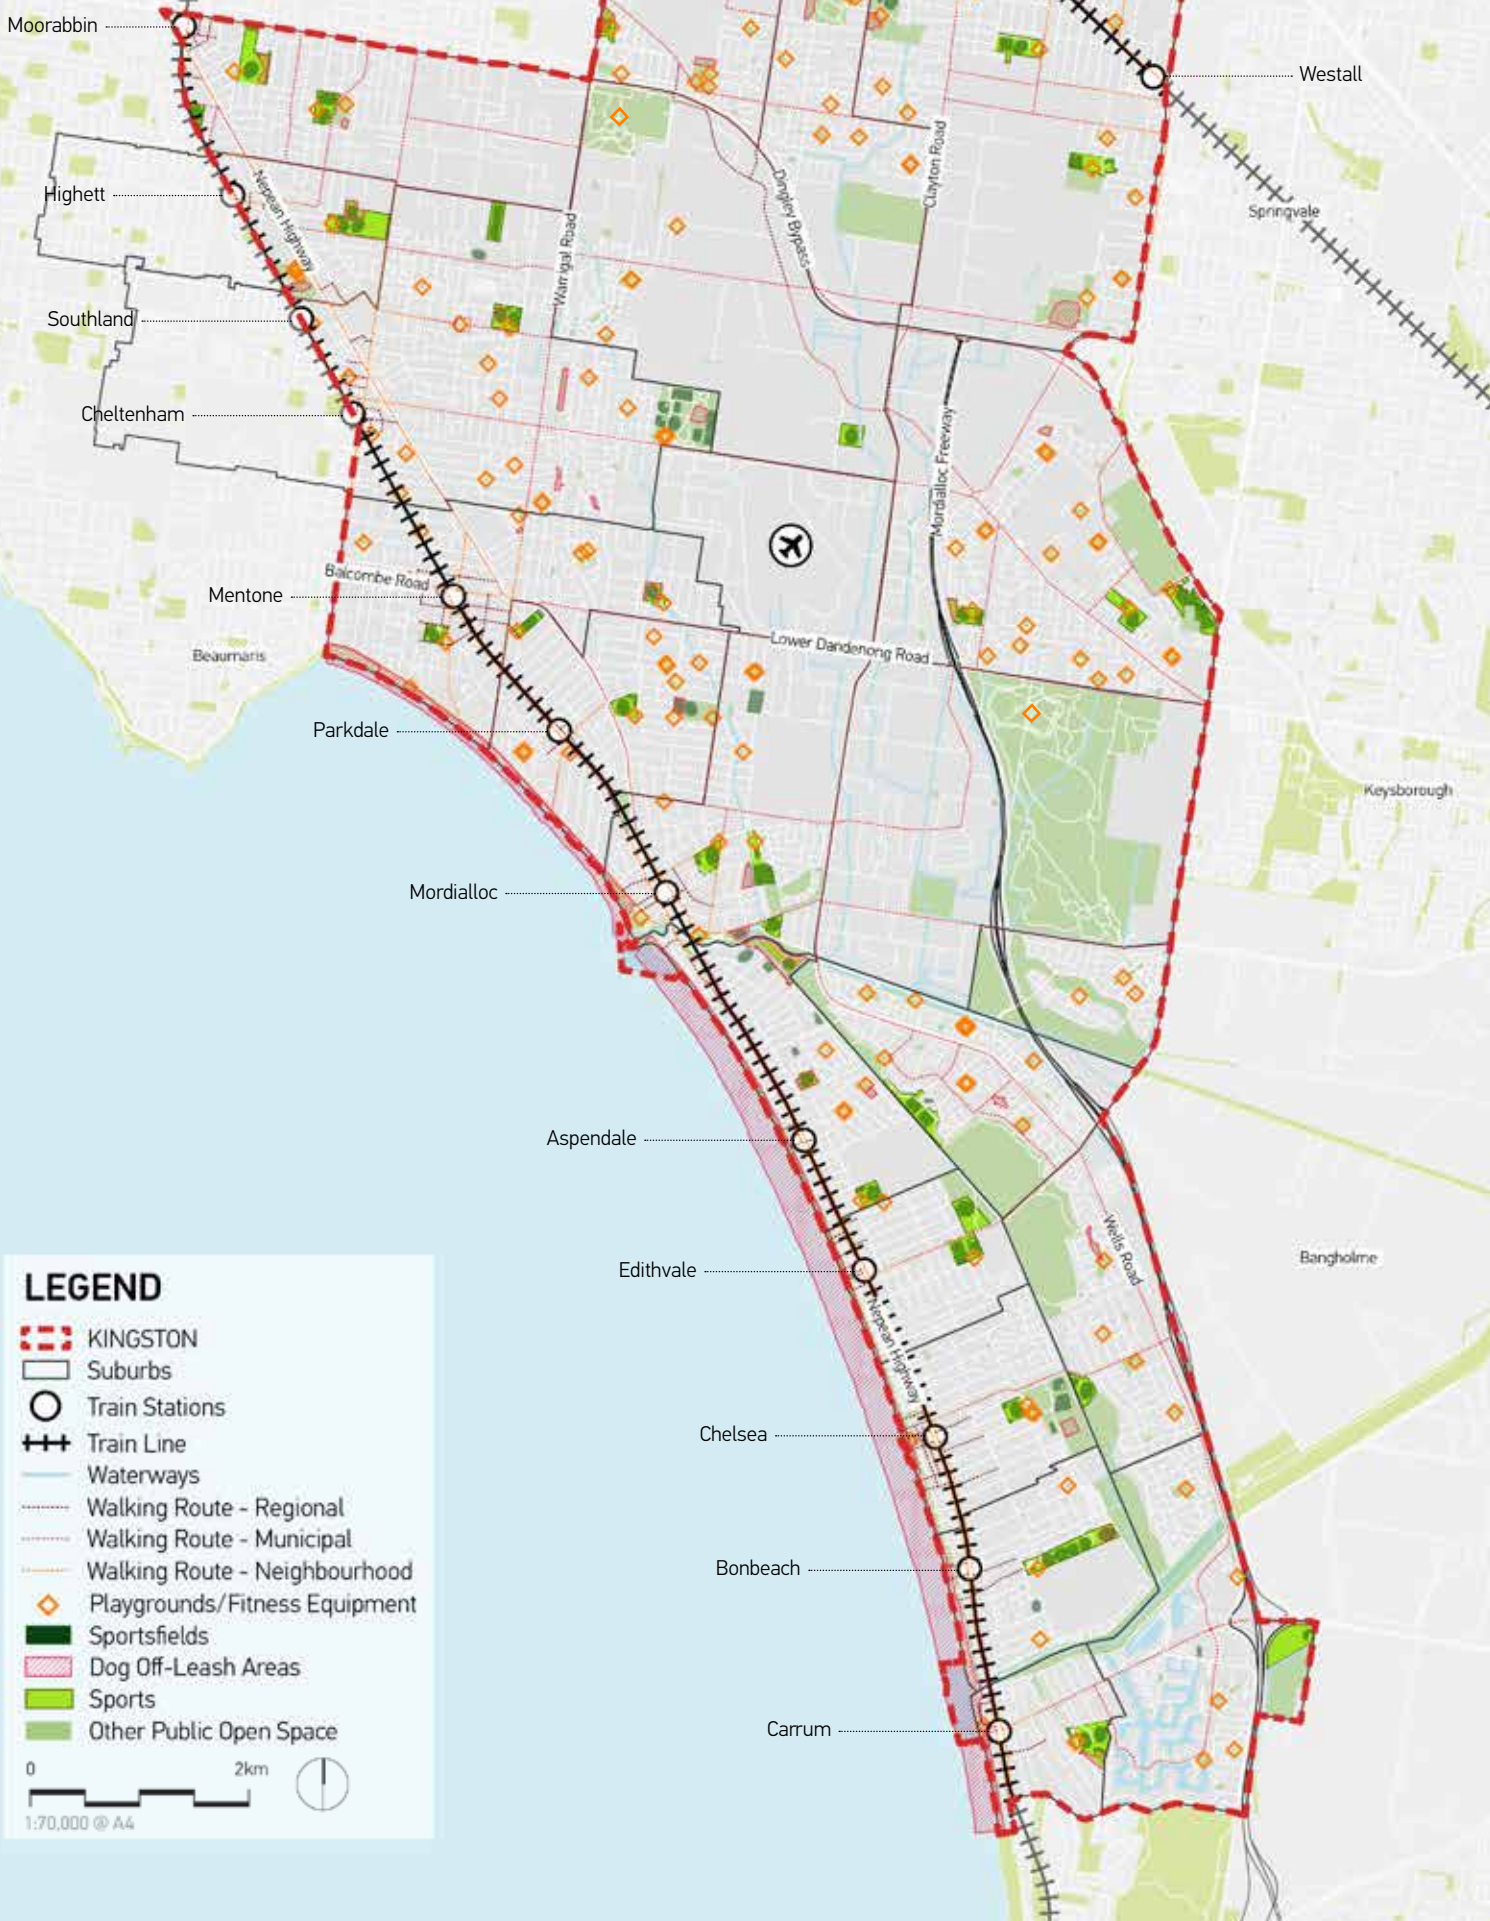 Moorabbin
Westall
Highett
Springvale
Nepean Highway
Warrigal Road
Dingley Bypass
Clayton Road
Southland
Cheltenham
Mordialloc Freeway
Mentone
Balcombe Road
Beaumaris
Lower Dandenong Road
Parkdale
Keysborough
Mordialloc
Aspendale
Wells Road
Bangholme
Edithvale
Nepean Highway
Chelsea
Bonbeach
Carrum
LEGEND
KINGSTON
Suburbs
Train Stations
Train Line
Waterways
Walking Route - Regional
Walking Route - Municipal
Walking Route - Neighbourhood
Playgrounds/Fitness Equipment
Sportsfields
Dog Off-Leash Areas
Sports
Other Public Open Space
0 2km
1:70,000 @ A4